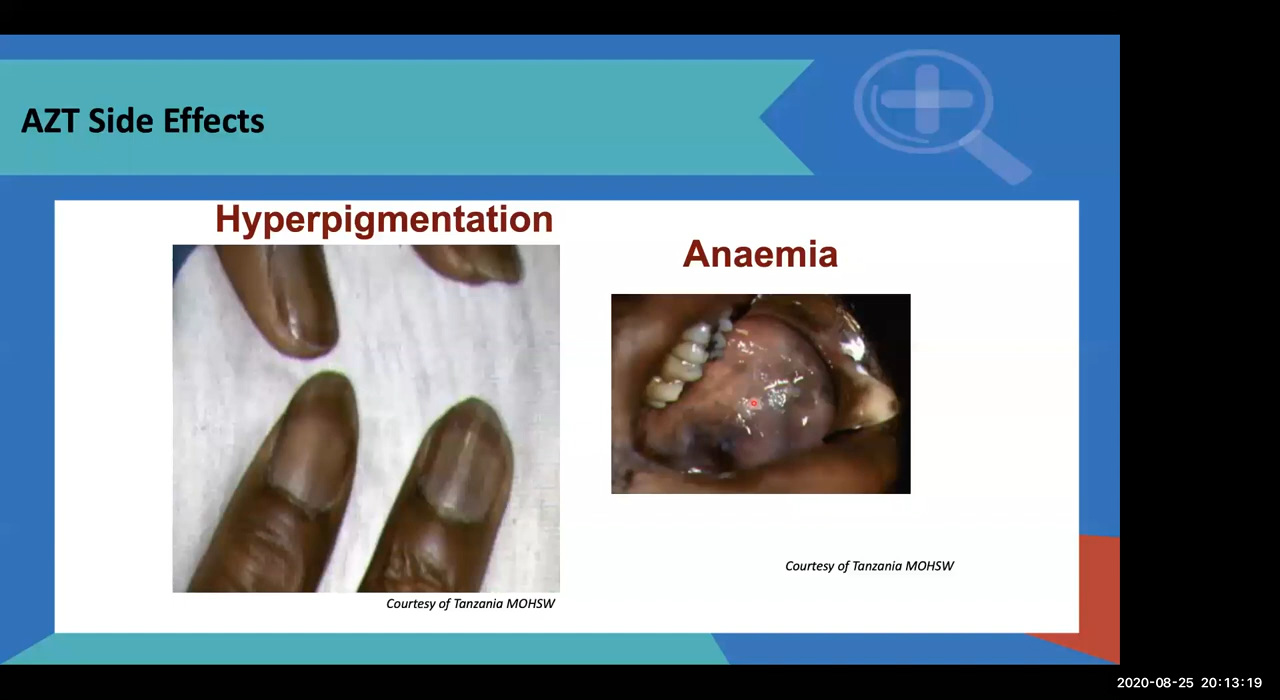 AZT Side Effects
Hyperpigmentation
Anaemia
Courtesy of Tanzania MOHSW
Courtesy of Tanzania MOHSW
2020-08-25 20:13:19